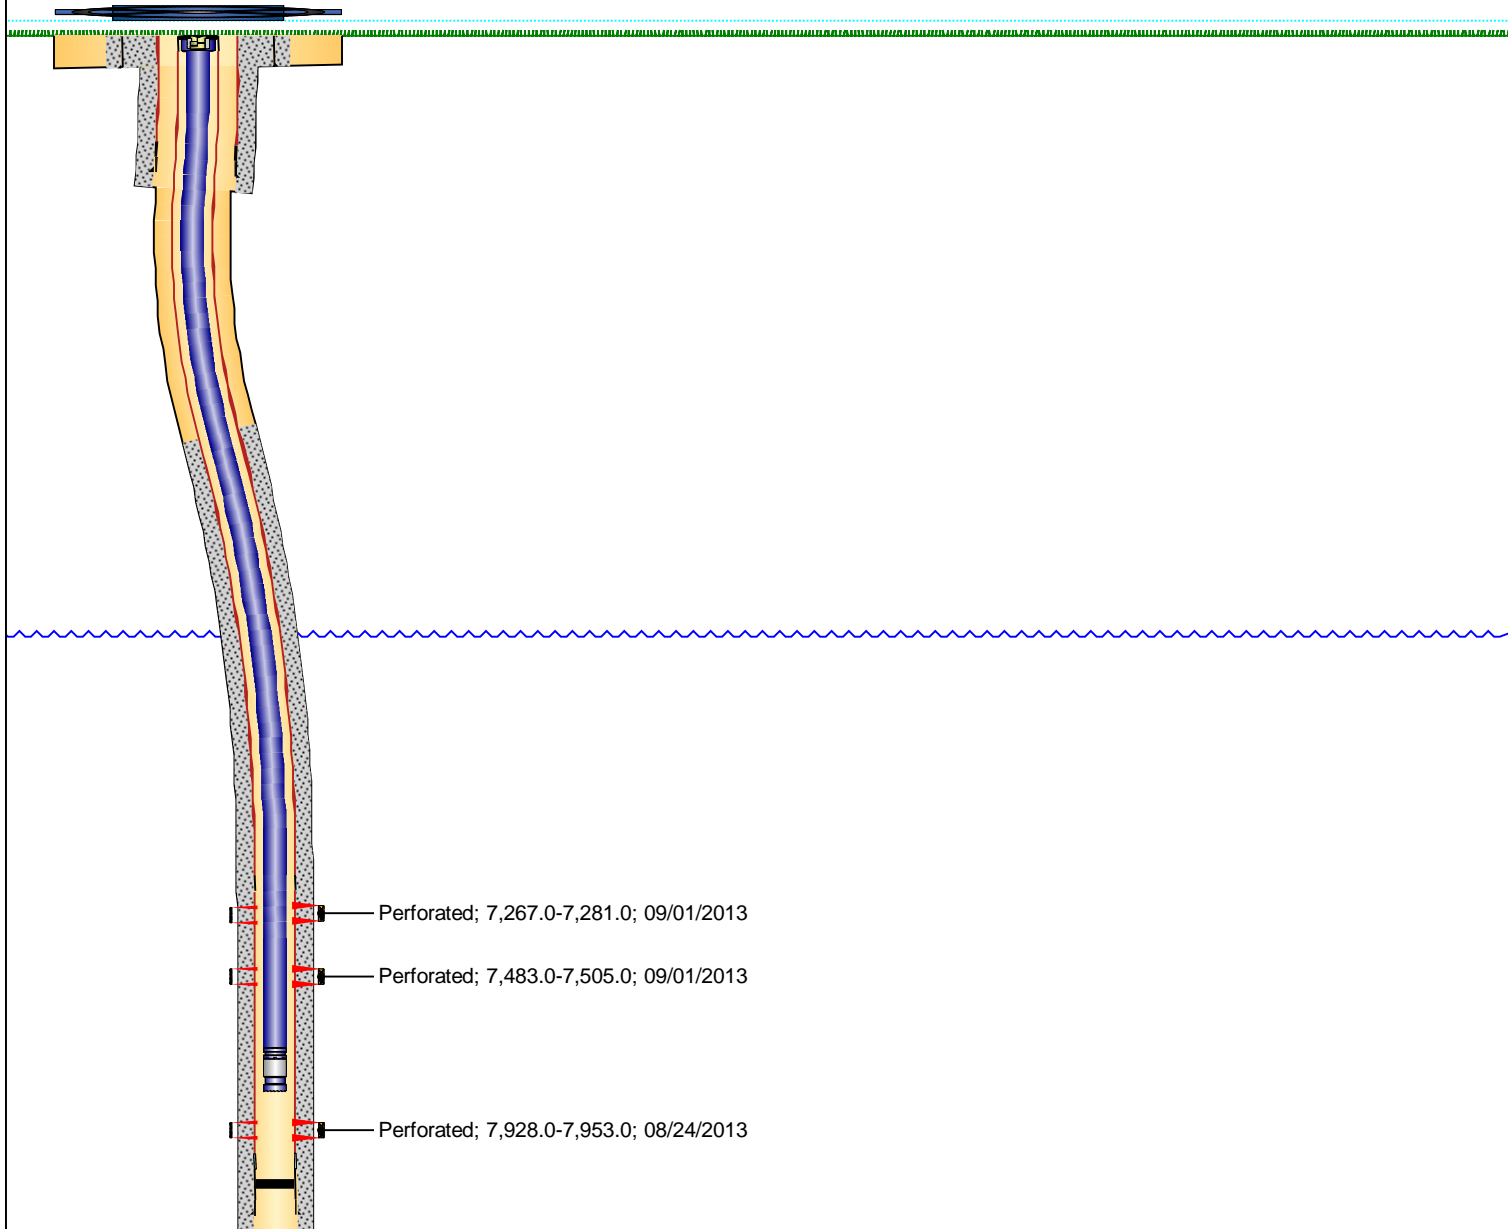 Perforated; 7,267.0-7,281.0; 09/01/2013
Perforated; 7,483.0-7,505.0; 09/01/2013
Perforated; 7,928.0-7,953.0; 08/24/2013